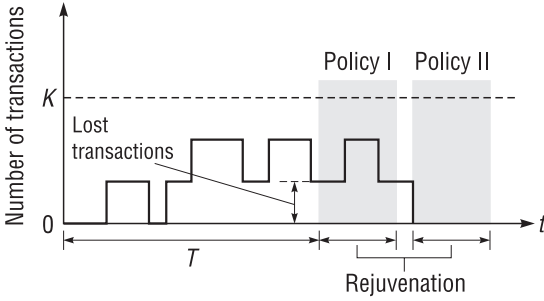 Number of transactions
Policy I
Policy II
K
Lost
transactions
0
t
T
Rejuvenation